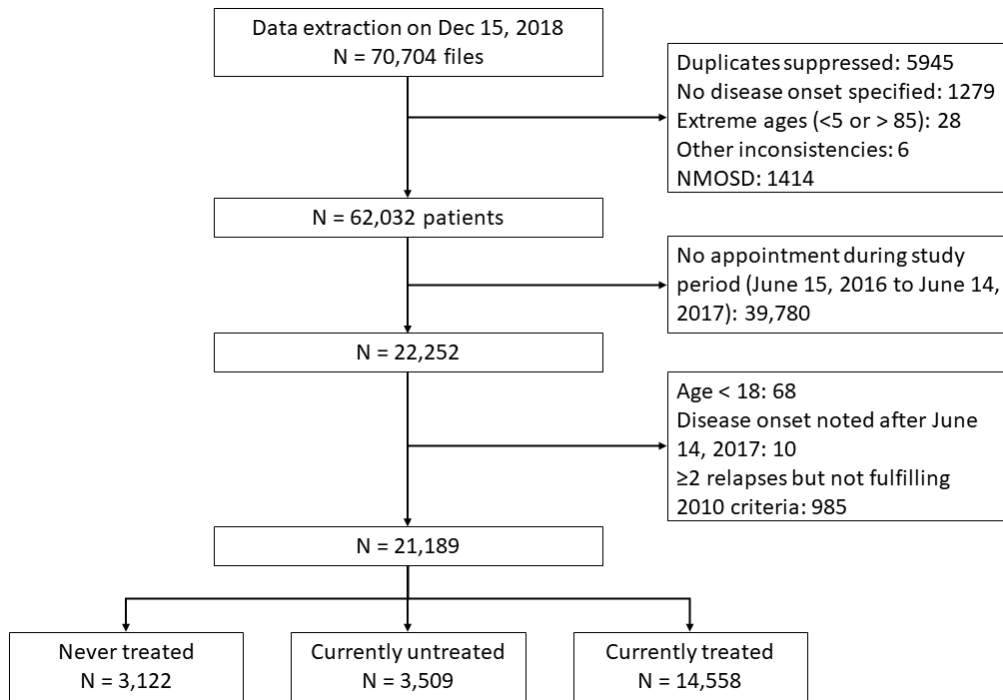 Data extraction on Dec 15, 2018
N = 70,704 files
Duplicates suppressed: 5945
No disease onset specified: 1279
Extreme ages (<5 or > 85): 28
Other inconsistencies: 6
NMOSD: 1414
N = 62,032 patients
No appointment during study
period (June 15, 2016 to June 14,
2017): 39,780
N = 22,252
Age < 18: 68
Disease onset noted after June
14, 2017: 10
≥2 relapses but not fulfilling
2010 criteria: 985
N = 21,189
Never treated
N = 3,122
Currently untreated
N = 3,509
Currently treated
N = 14,558